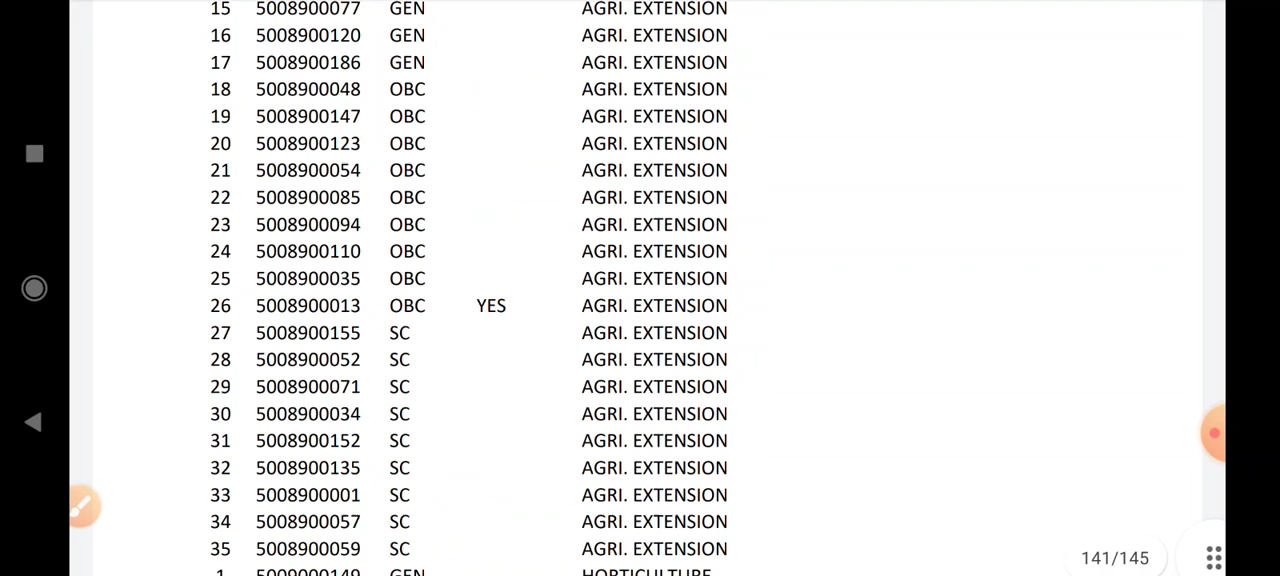 15 5008900077 GEN AGRI. EXTENSION
16 5008900120 GEN AGRI. EXTENSION
17 5008900186 GEN AGRI. EXTENSION
18 5008900048 OBC AGRI. EXTENSION
19 5008900147 OBC AGRI. EXTENSION
20 5008900123 OBC AGRI. EXTENSION
21 5008900054 OBC AGRI. EXTENSION
22 5008900085 OBC AGRI. EXTENSION
23 5008900094 OBC AGRI. EXTENSION
24 5008900110 OBC AGRI. EXTENSION
25 5008900035 OBC AGRI. EXTENSION
26 5008900013 OBC YES AGRI. EXTENSION
27 5008900155 SC AGRI. EXTENSION
28 5008900052 SC AGRI. EXTENSION
29 5008900071 SC AGRI. EXTENSION
30 5008900034 SC AGRI. EXTENSION
31 5008900152 SC AGRI. EXTENSION
32 5008900135 SC AGRI. EXTENSION
33 5008900001 SC AGRI. EXTENSION
34 5008900057 SC AGRI. EXTENSION
35 5008900059 SC AGRI. EXTENSION
1 5009000149 GEN HORTICULTURE
141/145